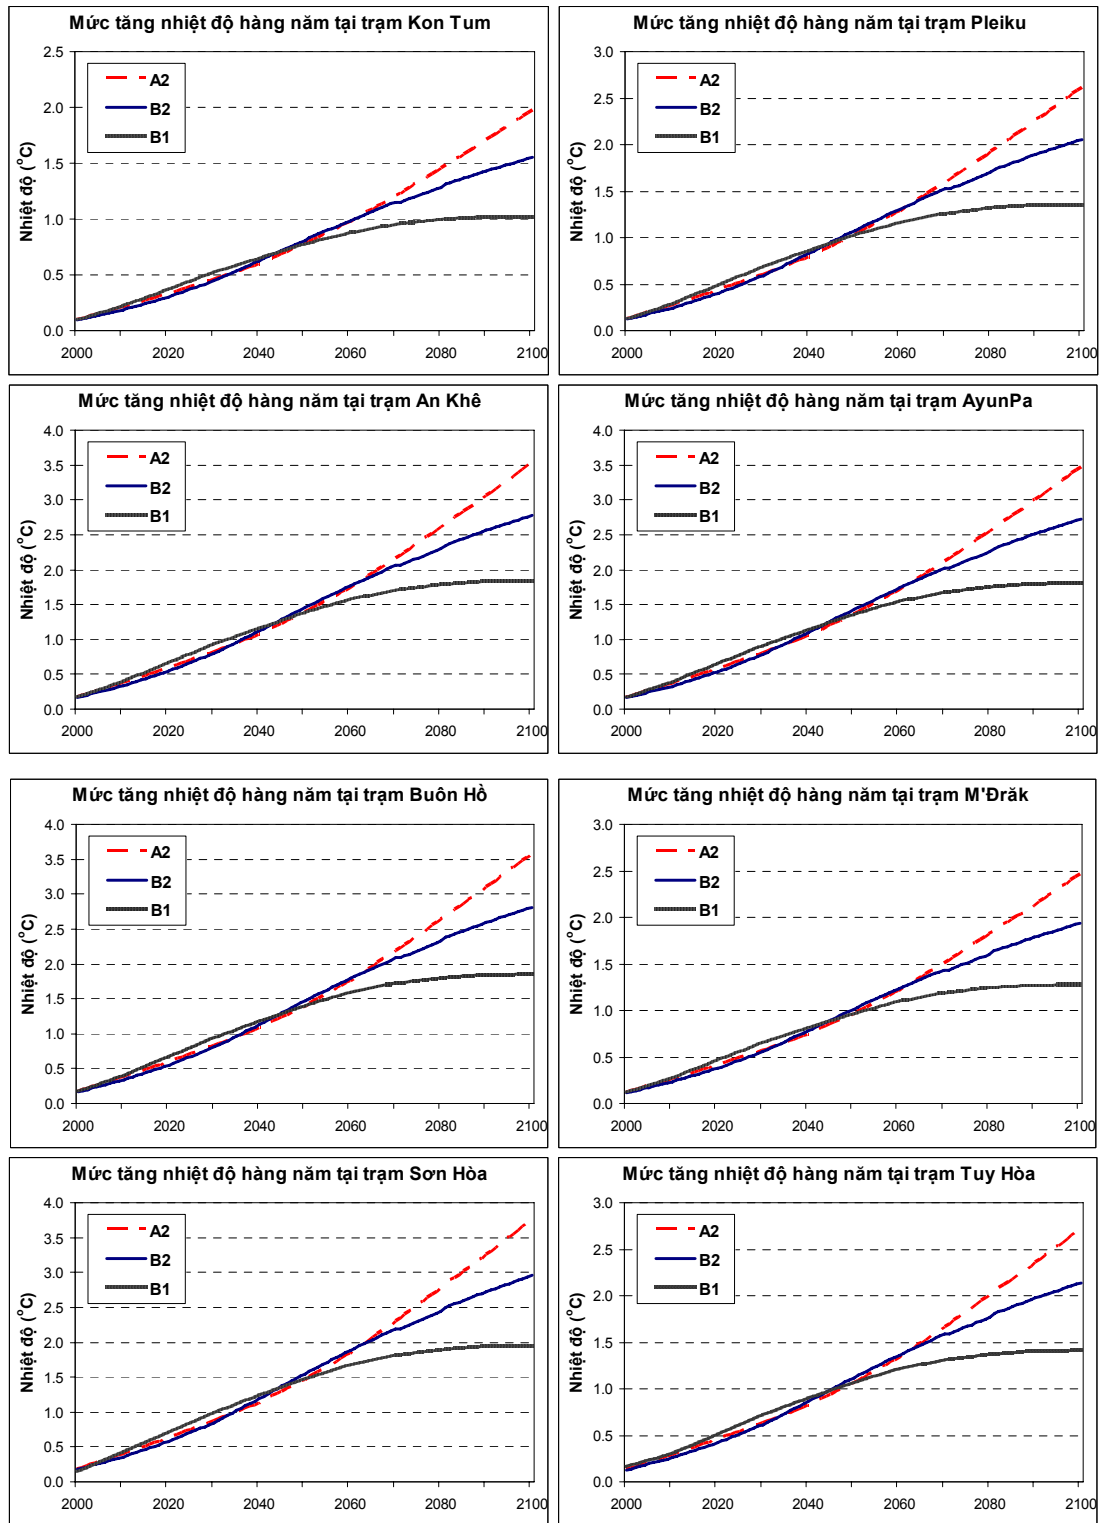 Mức tăng nhiệt độ hàng năm tại trạm Kon Tum
2.5
2.0
1.5
1.0
0.5
0.0
Nhiệt độ (°C)
A2
B2
B1
2000 2020 2040 2060 2080 2100
Mức tăng nhiệt độ hàng năm tại trạm Pleiku
3.0
2.5
2.0
1.5
1.0
0.5
0.0
Nhiệt độ (°C)
A2
B2
B1
2000 2020 2040 2060 2080 2100
Mức tăng nhiệt độ hàng năm tại trạm An Khê
4.0
3.5
3.0
2.5
2.0
1.5
1.0
0.5
0.0
Nhiệt độ (°C)
A2
B2
B1
2000 2020 2040 2060 2080 2100
Mức tăng nhiệt độ hàng năm tại trạm AyunPa
4.0
3.5
3.0
2.5
2.0
1.5
1.0
0.5
0.0
Nhiệt độ (°C)
A2
B2
B1
2000 2020 2040 2060 2080 2100
Mức tăng nhiệt độ hàng năm tại trạm Buôn Hồ
4.0
3.5
3.0
2.5
2.0
1.5
1.0
0.5
0.0
Nhiệt độ (°C)
A2
B2
B1
2000 2020 2040 2060 2080 2100
Mức tăng nhiệt độ hàng năm tại trạm M'Đrăk
3.0
2.5
2.0
1.5
1.0
0.5
0.0
Nhiệt độ (°C)
A2
B2
B1
2000 2020 2040 2060 2080 2100
Mức tăng nhiệt độ hàng năm tại trạm Sơn Hòa
4.0
3.5
3.0
2.5
2.0
1.5
1.0
0.5
0.0
Nhiệt độ (°C)
A2
B2
B1
2000 2020 2040 2060 2080 2100
Mức tăng nhiệt độ hàng năm tại trạm Tuy Hòa
3.0
2.5
2.0
1.5
1.0
0.5
0.0
Nhiệt độ (°C)
A2
B2
B1
2000 2020 2040 2060 2080 2100